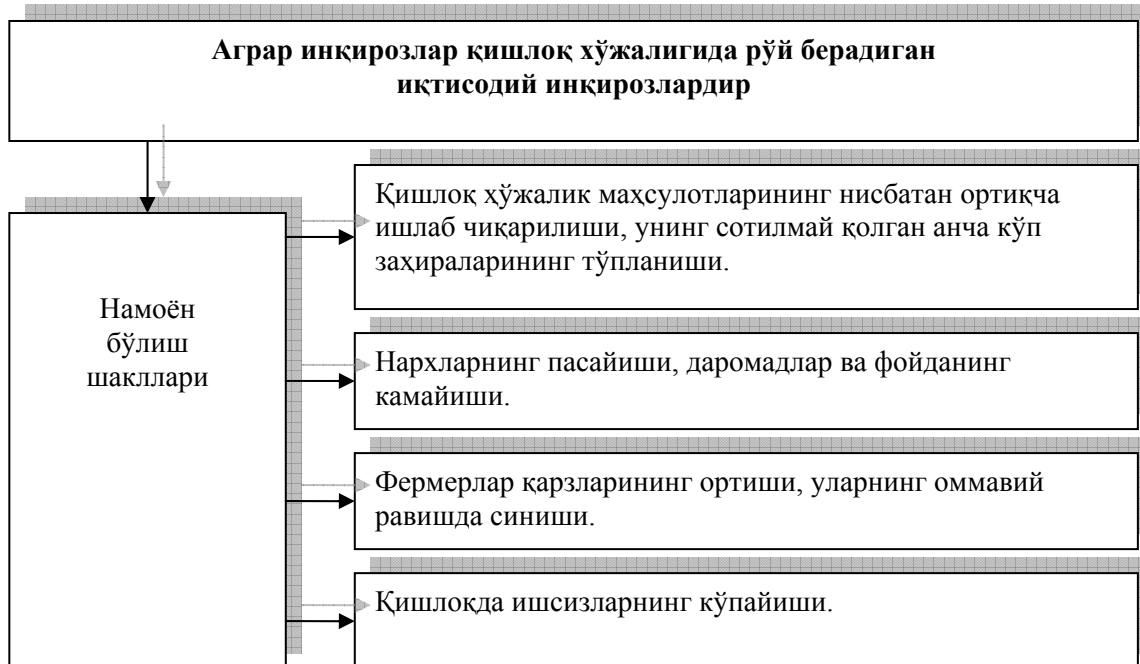 Аграр инқирозлар қишлоқ хўжалигида рўй берадиган
иқтисодий инқирозлардир
Намоён
бўлиш
шакллари
Қишлоқ ҳўжалик маҳсулотларининг нисбатан ортиқча
ишлаб чиқарилиши, унинг сотилмай қолган анча кўп
заҳираларининг тўпланиши.
Нархларнинг пасайиши, даромадлар ва фойданинг
камайиши.
Фермерлар қарзларининг ортиши, уларнинг оммавий
равишда синиши.
Қишлоқда ишсизларнинг кўпайиши.